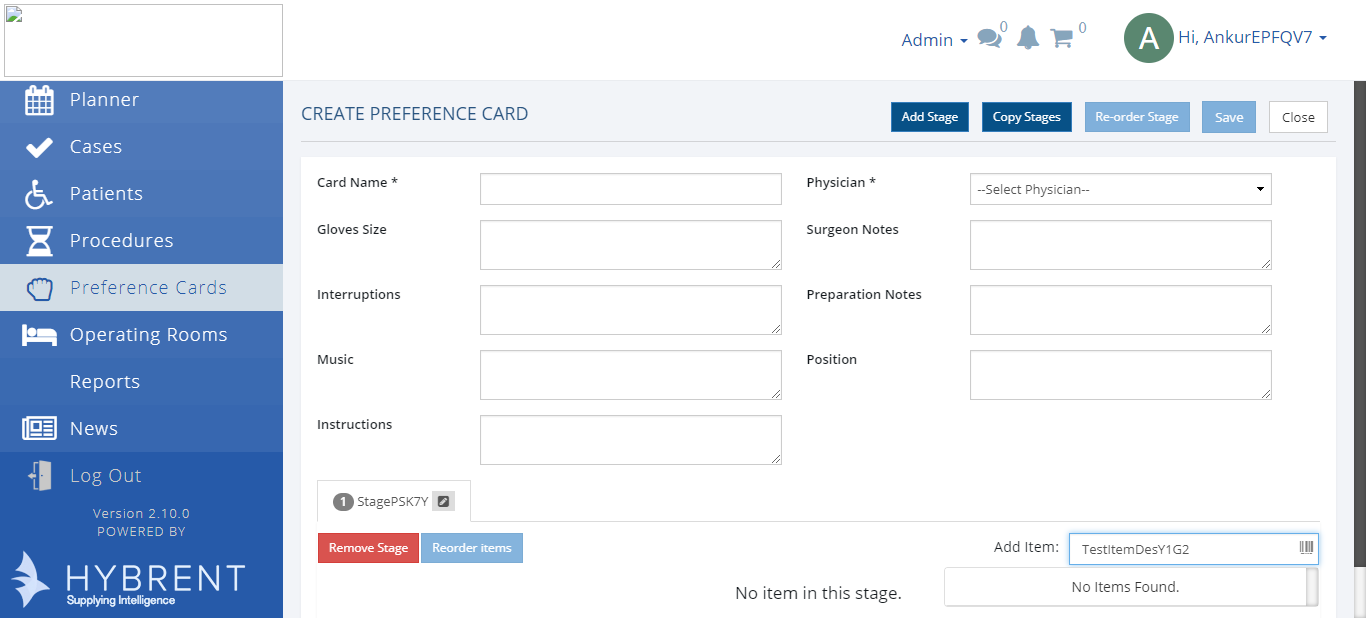 Admin
0
0
A
Hi, AnkurEPFQV7
Planner
Cases
Patients
Procedures
Preference Cards
Operating Rooms
Reports
News
Log Out
Version 2.10.0
POWERED BY
HYBRENT
Supplying Intelligence
CREATE PREFERENCE CARD
Add Stage
Copy Stages
Re-order Stage
Save
Close
Card Name *
Physician *
--Select Physician--
Gloves Size
Surgeon Notes
Interruptions
Preparation Notes
Music
Position
Instructions
1 StagePSK7Y
Remove Stage
Reorder items
Add Item:
TestItemDesY1G2
No item in this stage.
No Items Found.